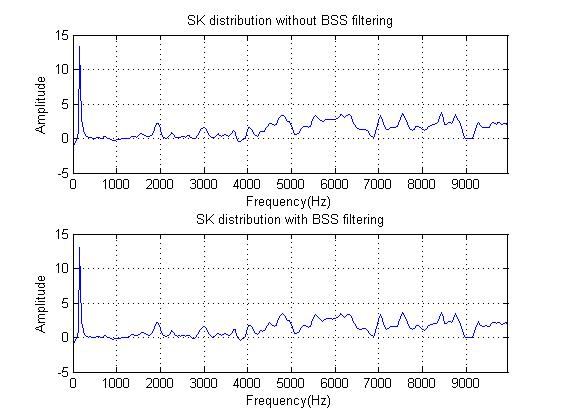 SK distribution without BSS filtering
15
10
5
0
-5
Amplitude
0 1000 2000 3000 4000 5000 6000 7000 8000 9000
Frequency(Hz)
SK distribution with BSS filtering
15
10
5
0
-5
Amplitude
0 1000 2000 3000 4000 5000 6000 7000 8000 9000
Frequency(Hz)